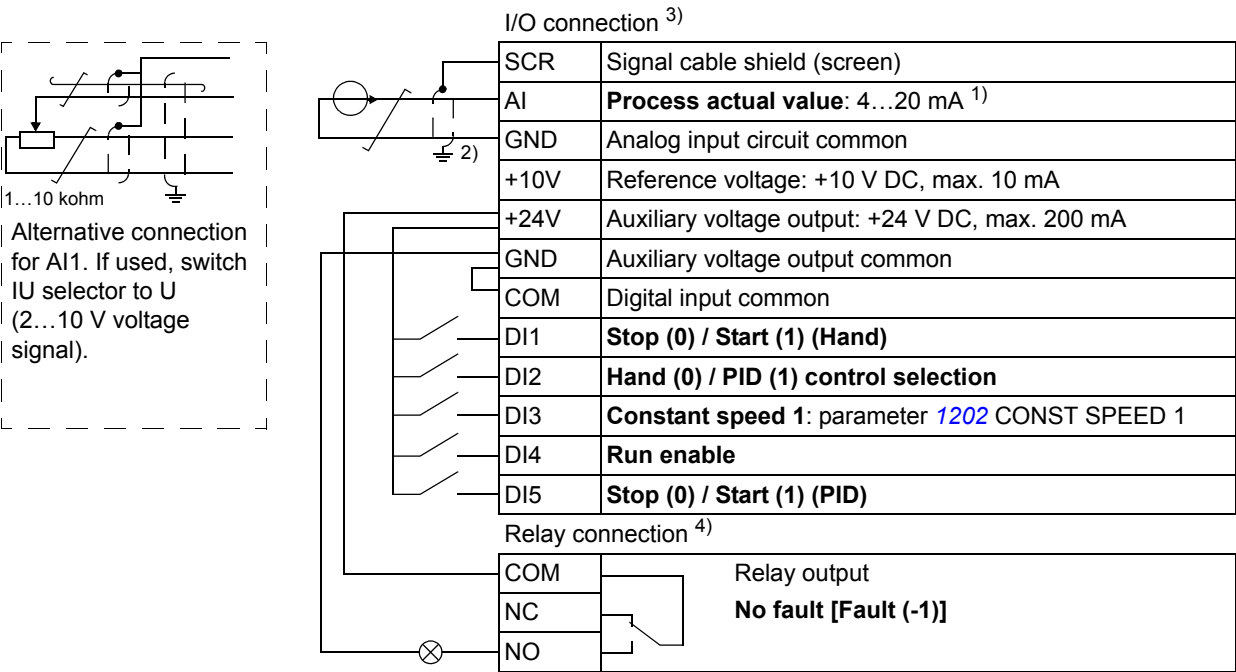 I/O connection 3)
SCR Signal cable shield (screen)
AI Process actual value: 4…20 mA 1)
GND Analog input circuit common
2)
+10V Reference voltage: +10 V DC, max. 10 mA
+24V Auxiliary voltage output: +24 V DC, max. 200 mA
GND Auxiliary voltage output common
COM Digital input common
DI1 Stop (0) / Start (1) (Hand)
DI2 Hand (0) / PID (1) control selection
DI3 Constant speed 1: parameter 1202 CONST SPEED 1
DI4 Run enable
DI5 Stop (0) / Start (1) (PID)
Relay connection 4)
COM Relay output
NC No fault [Fault (-1)]
NO
1…10 kohm
Alternative connection
for AI1. If used, switch
IU selector to U
(2…10 V voltage
signal).